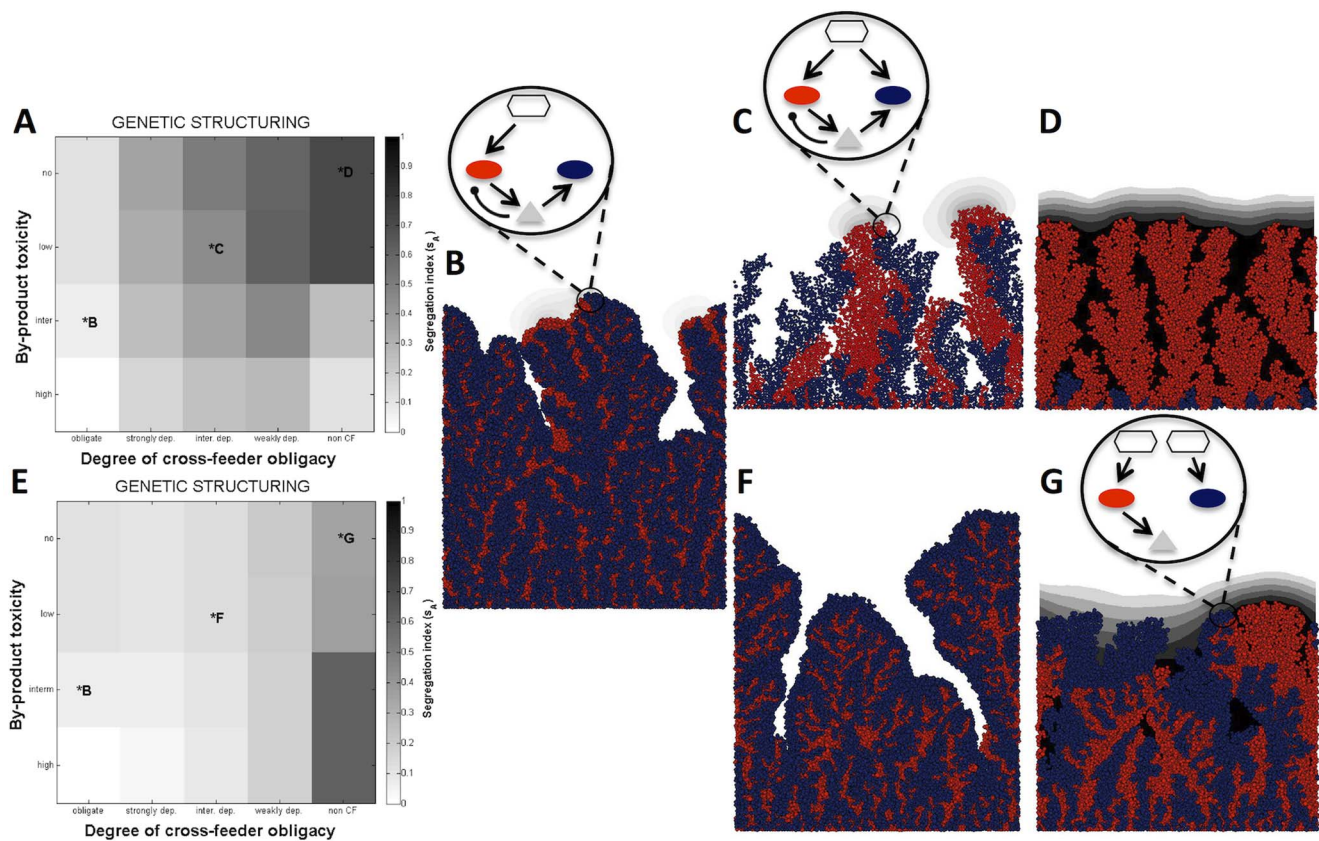 A
GENETIC STRUCTURING
By-product toxicity
no
low
inter
high
*D
*C
*B
obligate
strongly dep.
inter. dep.
weakly dep.
non CF
Degree of cross-feeder obligacy
1
0.9
0.8
0.7
0.6
0.5
0.4
0.3
0.2
0.1
0
Segregation index (sA)
B
C
D
E
GENETIC STRUCTURING
By-product toxicity
no
low
interm
high
*G
*F
*B
obligate
strongly dep.
inter. dep.
weakly dep.
non CF
Degree of cross-feeder obligacy
1
0.9
0.8
0.7
0.6
0.5
0.4
0.3
0.2
0.1
0
Segregation index (sA)
F
G